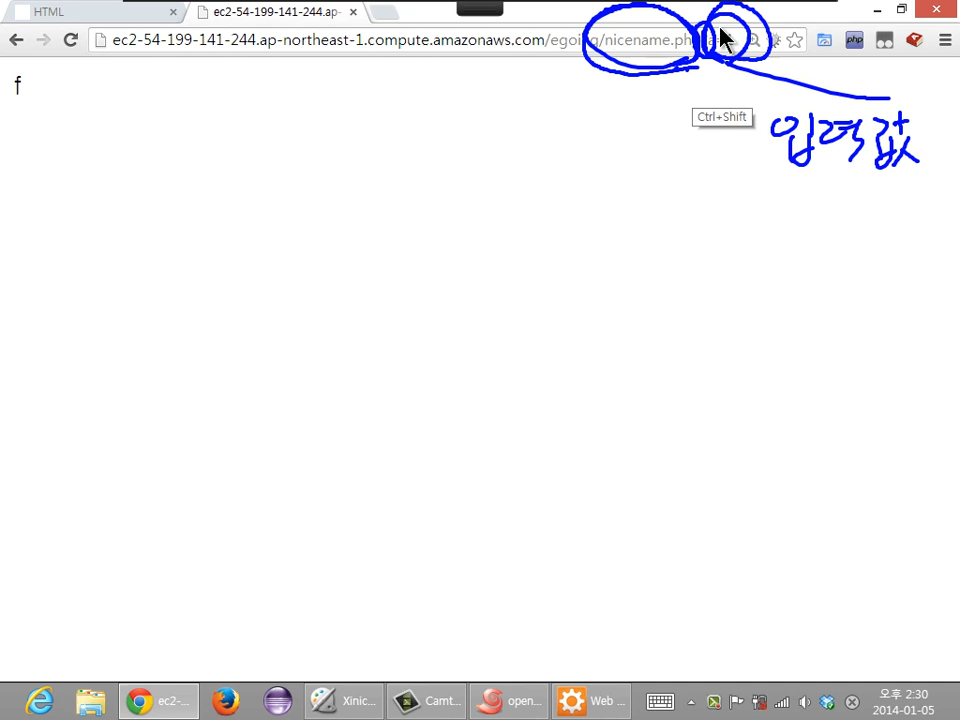 HTML
ec2-54-199-141-244.ap-
ec2-54-199-141-244.ap-northeast-1.compute.amazonaws.com/egoing/nicename.ph
php
f
Ctrl+Shift
입력값
ec2-...
Xinic...
Camt...
open...
Web ...
오후 2:30
2014-01-05